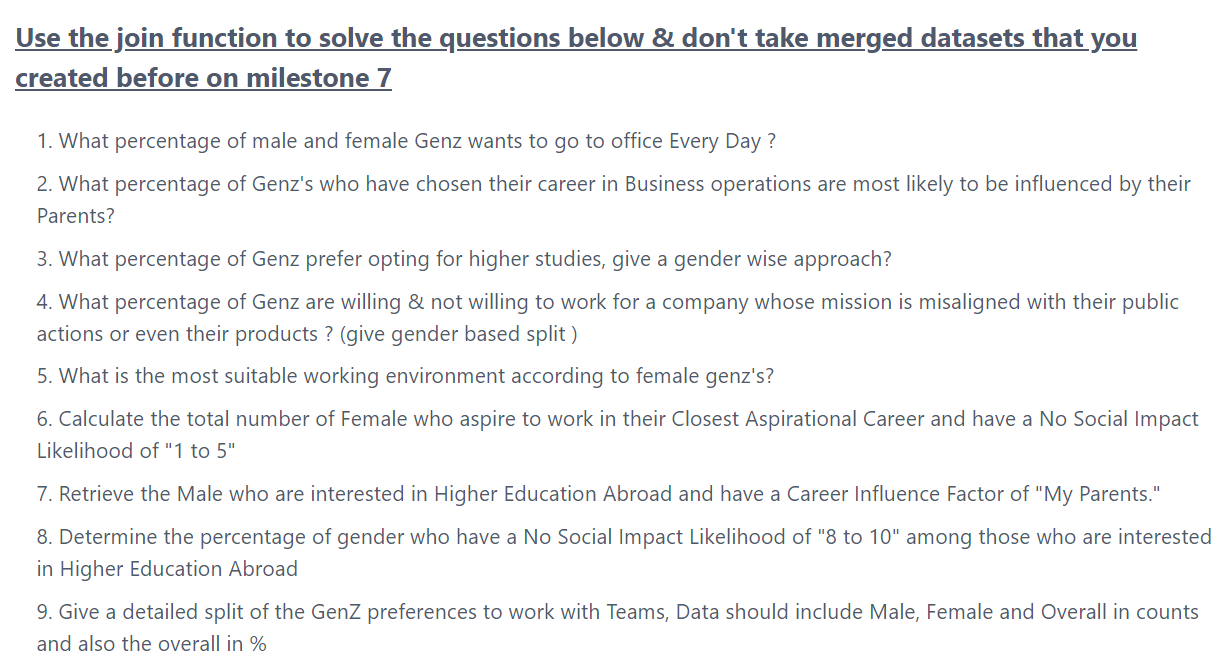 Use the join function to solve the questions below & don't take merged datasets that you
created before on milestone 7
1. What percentage of male and female Genz wants to go to office Every Day ?
2. What percentage of Genz's who have chosen their career in Business operations are most likely to be influenced by their
Parents?
3. What percentage of Genz prefer opting for higher studies, give a gender wise approach?
4. What percentage of Genz are willing & not willing to work for a company whose mission is misaligned with their public
actions or even their products ? (give gender based split )
5. What is the most suitable working environment according to female genz's?
6. Calculate the total number of Female who aspire to work in their Closest Aspirational Career and have a No Social Impact
Likelihood of "1 to 5"
7. Retrieve the Male who are interested in Higher Education Abroad and have a Career Influence Factor of "My Parents."
8. Determine the percentage of gender who have a No Social Impact Likelihood of "8 to 10" among those who are interested
in Higher Education Abroad
9. Give a detailed split of the GenZ preferences to work with Teams, Data should include Male, Female and Overall in counts
and also the overall in %